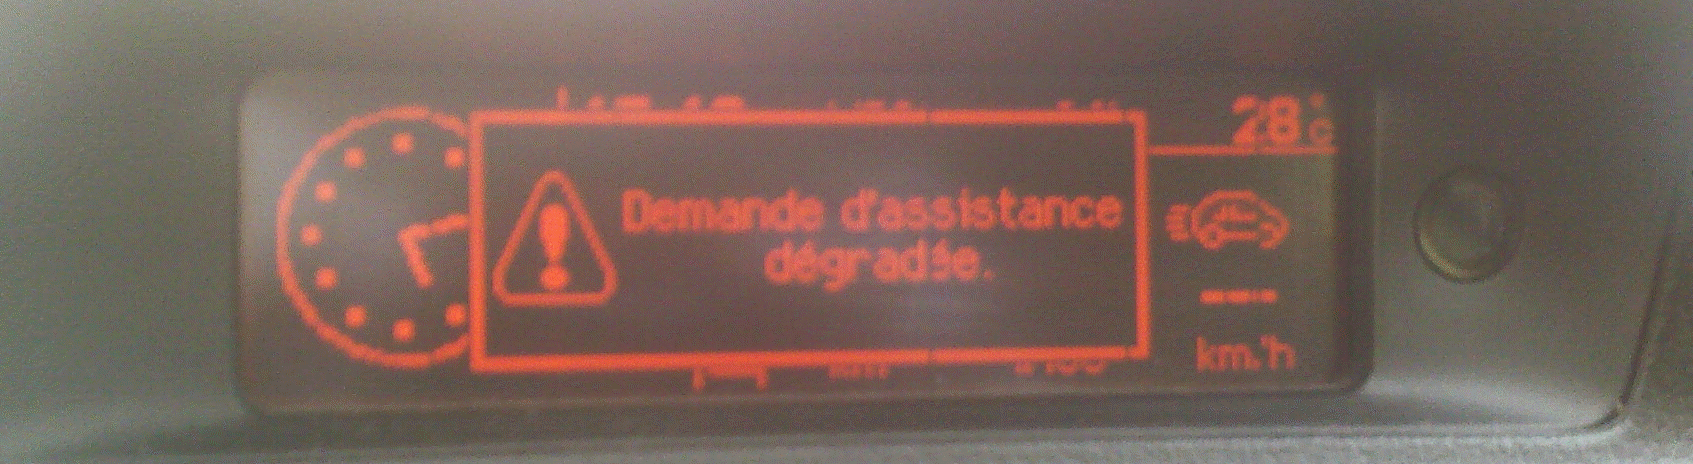 28°C
Demande d'assistance
dégradée.
----
km/h